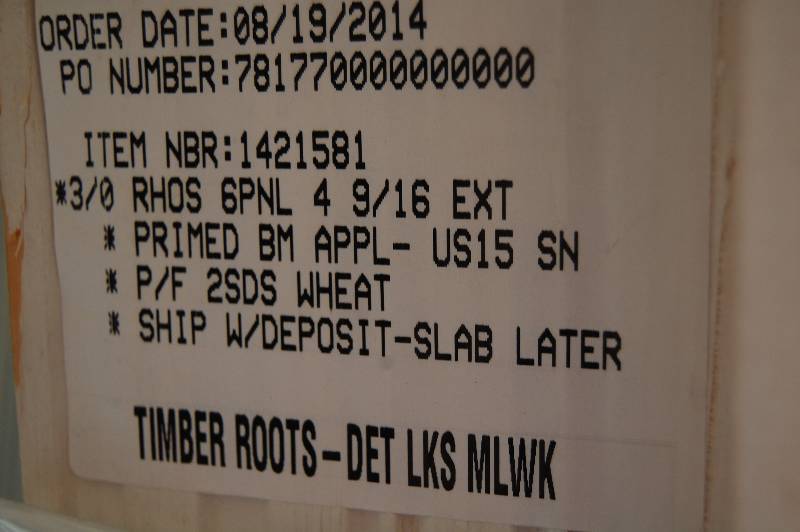 ORDER DATE:08/19/2014
PO NUMBER:781770000000000
ITEM NBR:1421581
*3/0 RHOS 6PNL 4 9/16 EXT
* PRIMED BM APPL- US15 SN
* P/F 2SDS WHEAT
* SHIP W/DEPOSIT-SLAB LATER
TIMBER ROOTS-DET LKS MLWK